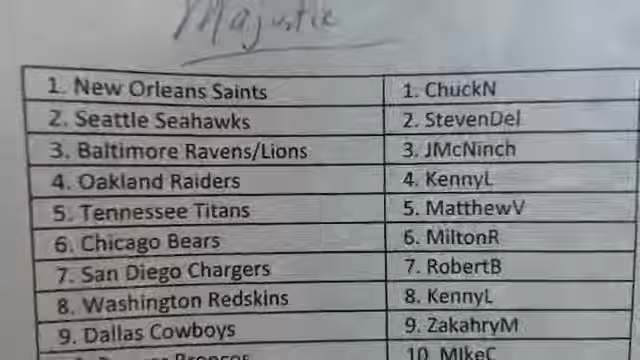 Majustic
1. New Orleans Saints 1. ChuckN
2. Seattle Seahawks 2. StevenDel
3. Baltimore Ravens/Lions 3. JMcNinch
4. Oakland Raiders 4. KennyL
5. Tennessee Titans 5. MatthewV
6. Chicago Bears 6. MiltonR
7. San Diego Chargers 7. RobertB
8. Washington Redskins 8. KennyL
9. Dallas Cowboys 9. ZakahryM
Broncos 10. MikeC